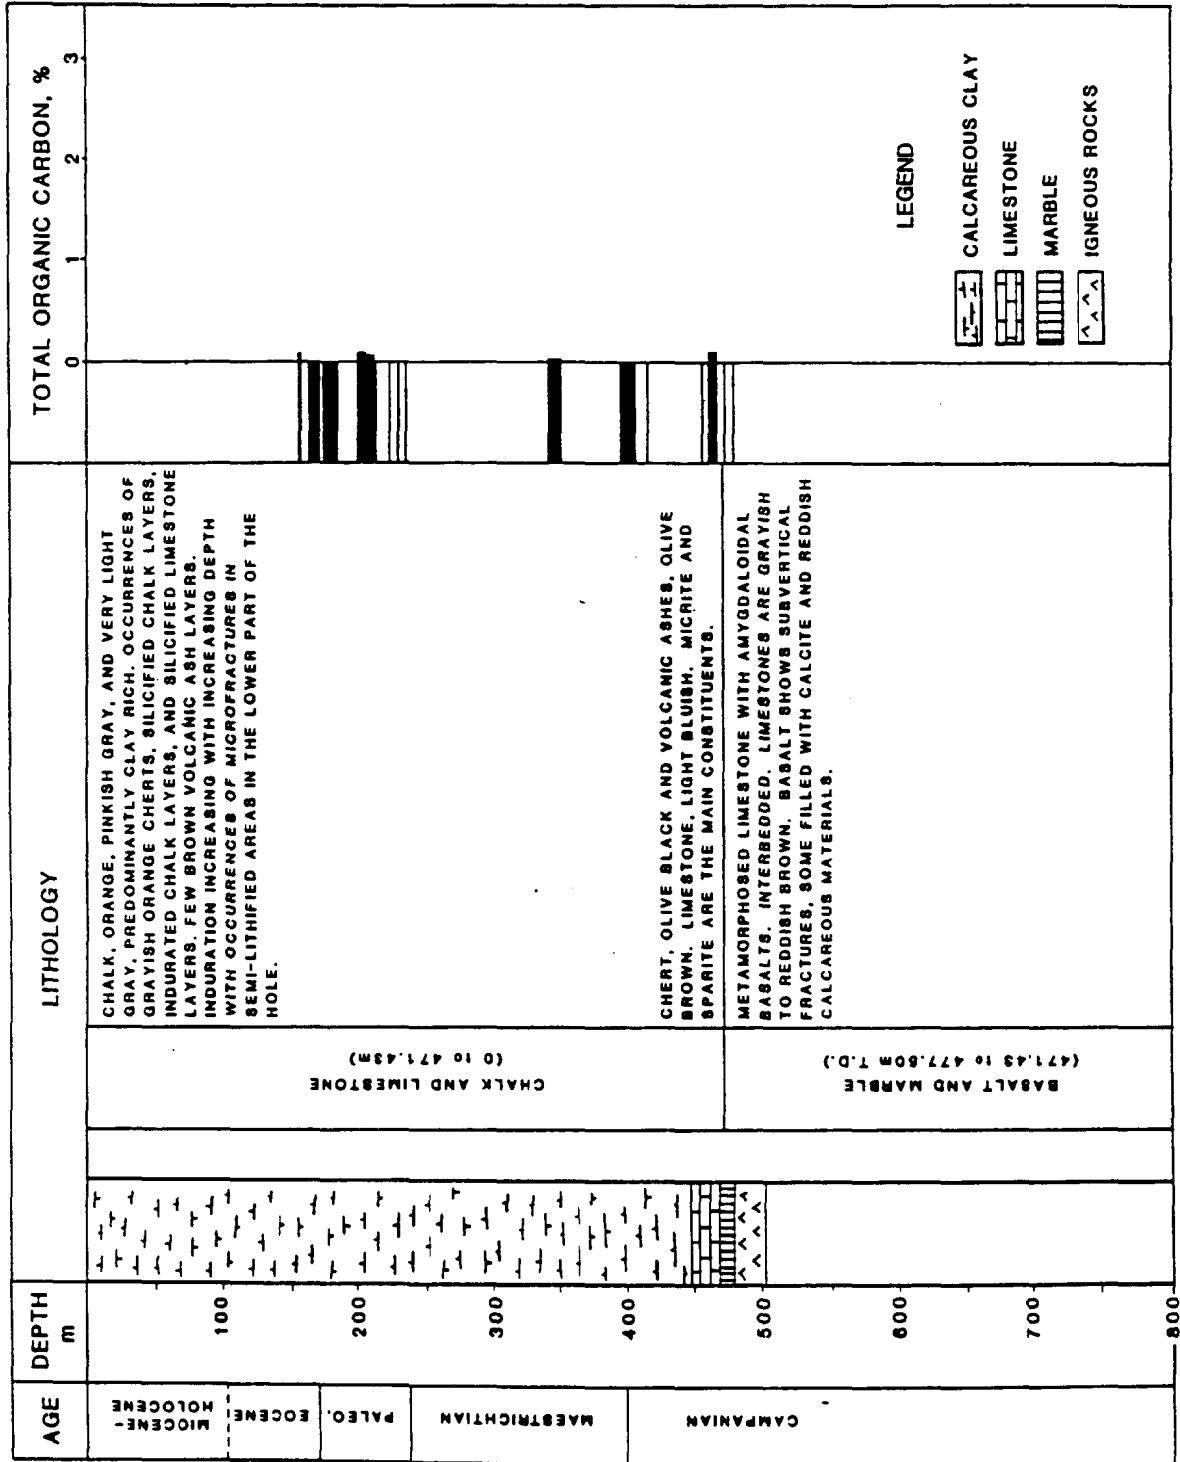 AGE
DEPTH
m
LITHOLOGY
TOTAL ORGANIC CARBON, %
0
1
2
3
MIOCENE-
HOLOCENE
EOCENE
PALEO.
MAESTRICHTIAN
CAMPANIAN
100
200
300
400
500
600
700
800
CHALK AND LIMESTONE
(0 to 471.43m)
BASALT AND MARBLE
(471.43 to 477.50m T.D.)
CHALK, ORANGE, PINKISH GRAY, AND VERY LIGHT
GRAY, PREDOMINANTLY CLAY RICH. OCCURRENCES OF
GRAYISH ORANGE CHERTS, SILICIFIED CHALK LAYERS,
INDURATED CHALK LAYERS, AND SILICIFIED LIMESTONE
LAYERS. FEW BROWN VOLCANIC ASH LAYERS.
INDURATION INCREASING WITH INCREASING DEPTH
WITH OCCURRENCES OF MICROFRACTURES IN
SEMI-LITHIFIED AREAS IN THE LOWER PART OF THE
HOLE.
CHERT, OLIVE BLACK AND VOLCANIC ASHES, OLIVE
BROWN. LIMESTONE, LIGHT BLUISH. MICRITE AND
SPARITE ARE THE MAIN CONSTITUENTS.
METAMORPHOSED LIMESTONE WITH AMYGDALOIDAL
BASALTS. INTERBEDDED. LIMESTONES ARE GRAYISH
TO REDDISH BROWN. BASALT SHOWS SUBVERTICAL
FRACTURES, SOME FILLED WITH CALCITE AND REDDISH
CALCAREOUS MATERIALS.
LEGEND
CALCAREOUS CLAY
LIMESTONE
MARBLE
IGNEOUS ROCKS